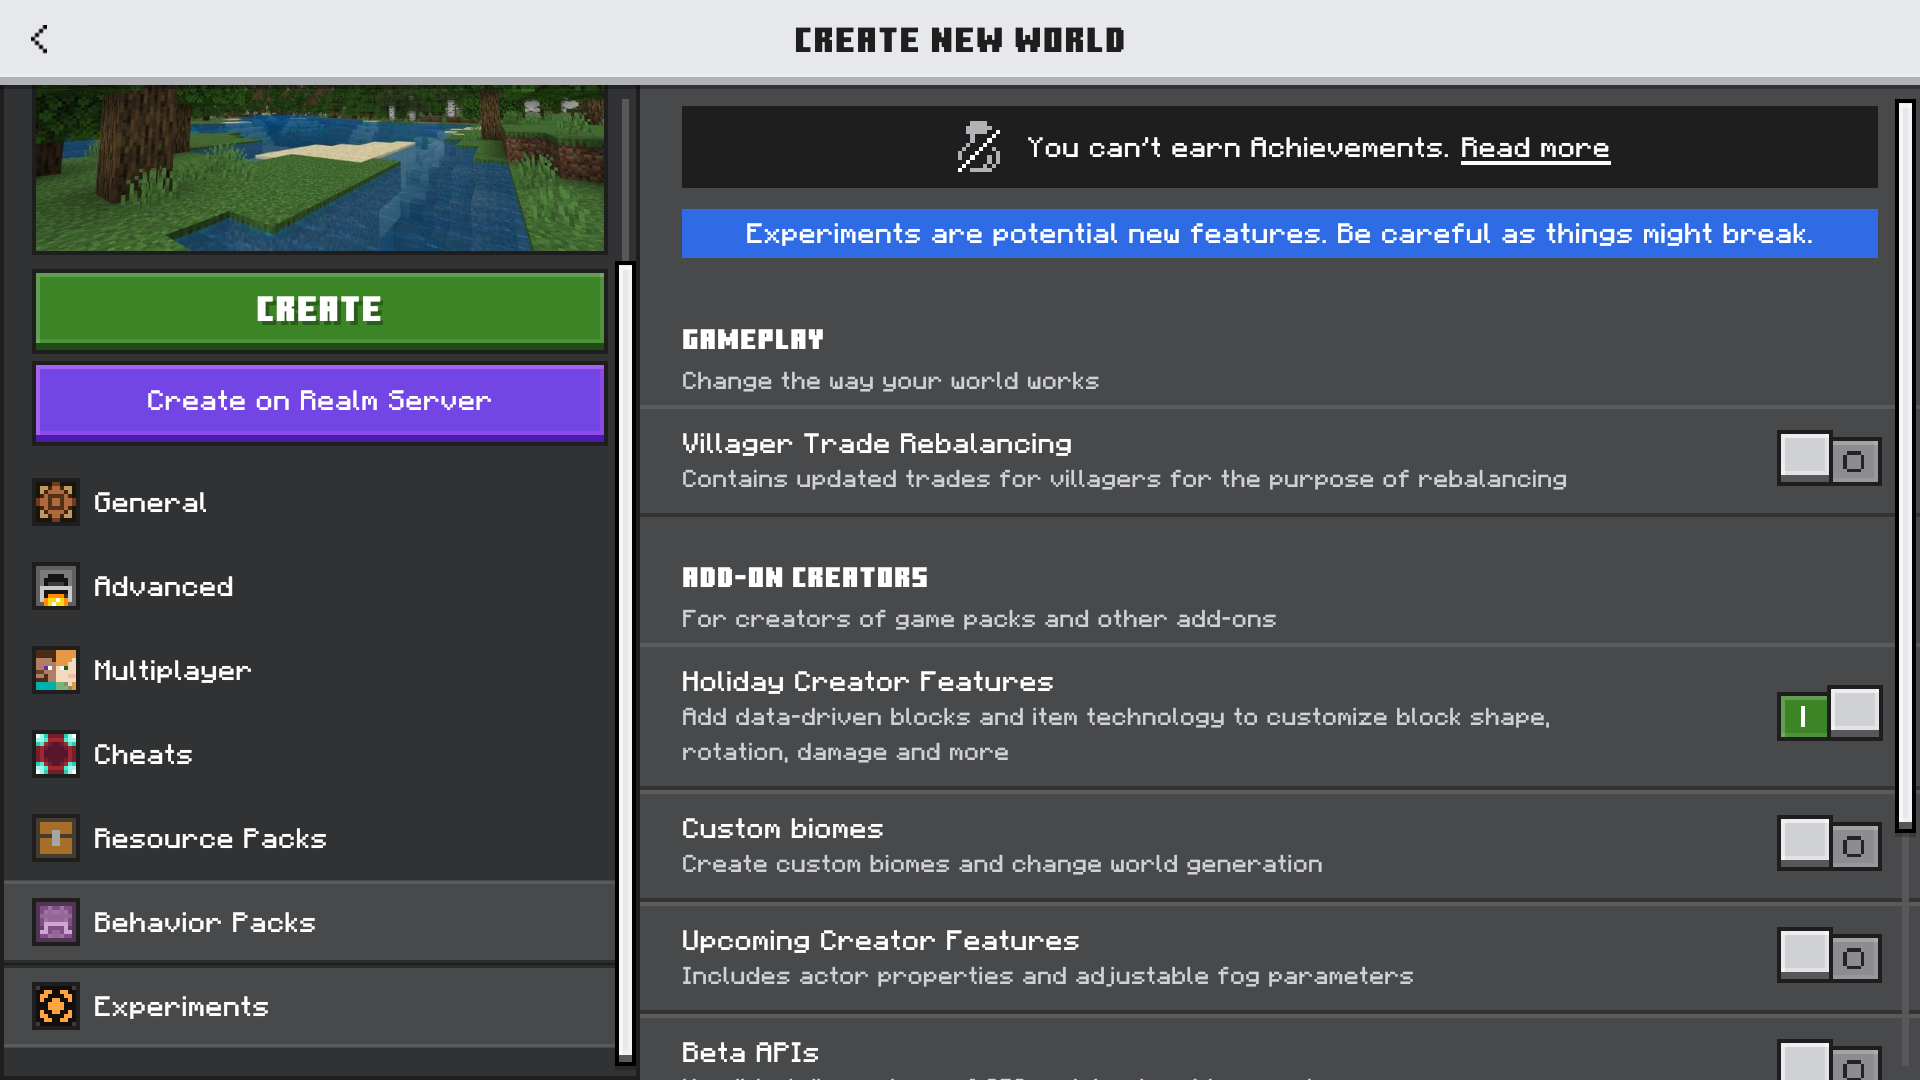 CREATE NEW WORLD
You can't earn Achievements. Read more
Experiments are potential new features. Be careful as things might break.
CREATE
Create on Realm Server
General
Advanced
Multiplayer
Cheats
Resource Packs
Behavior Packs
Experiments
GAMEPLAY
Change the way your world works
Villager Trade Rebalancing
Contains updated trades for villagers for the purpose of rebalancing
ADD-ON CREATORS
For creators of game packs and other add-ons
Holiday Creator Features
Add data-driven blocks and item technology to customize block shape,
rotation, damage and more
Custom biomes
Create custom biomes and change world generation
Upcoming Creator Features
Includes actor properties and adjustable fog parameters
Beta APIs